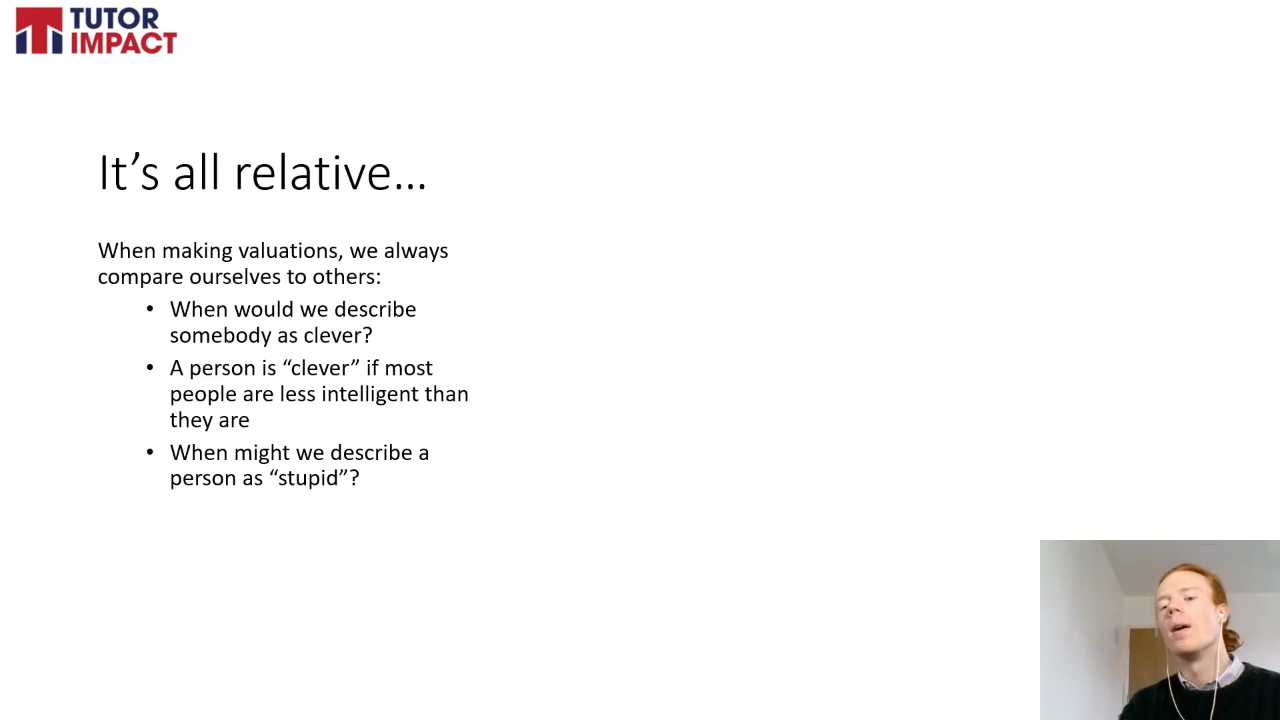 TUTOR
IMPACT
It’s all relative…
When making valuations, we always
compare ourselves to others:
• When would we describe
somebody as clever?
• A person is “clever” if most
people are less intelligent than
they are
• When might we describe a
person as “stupid”?